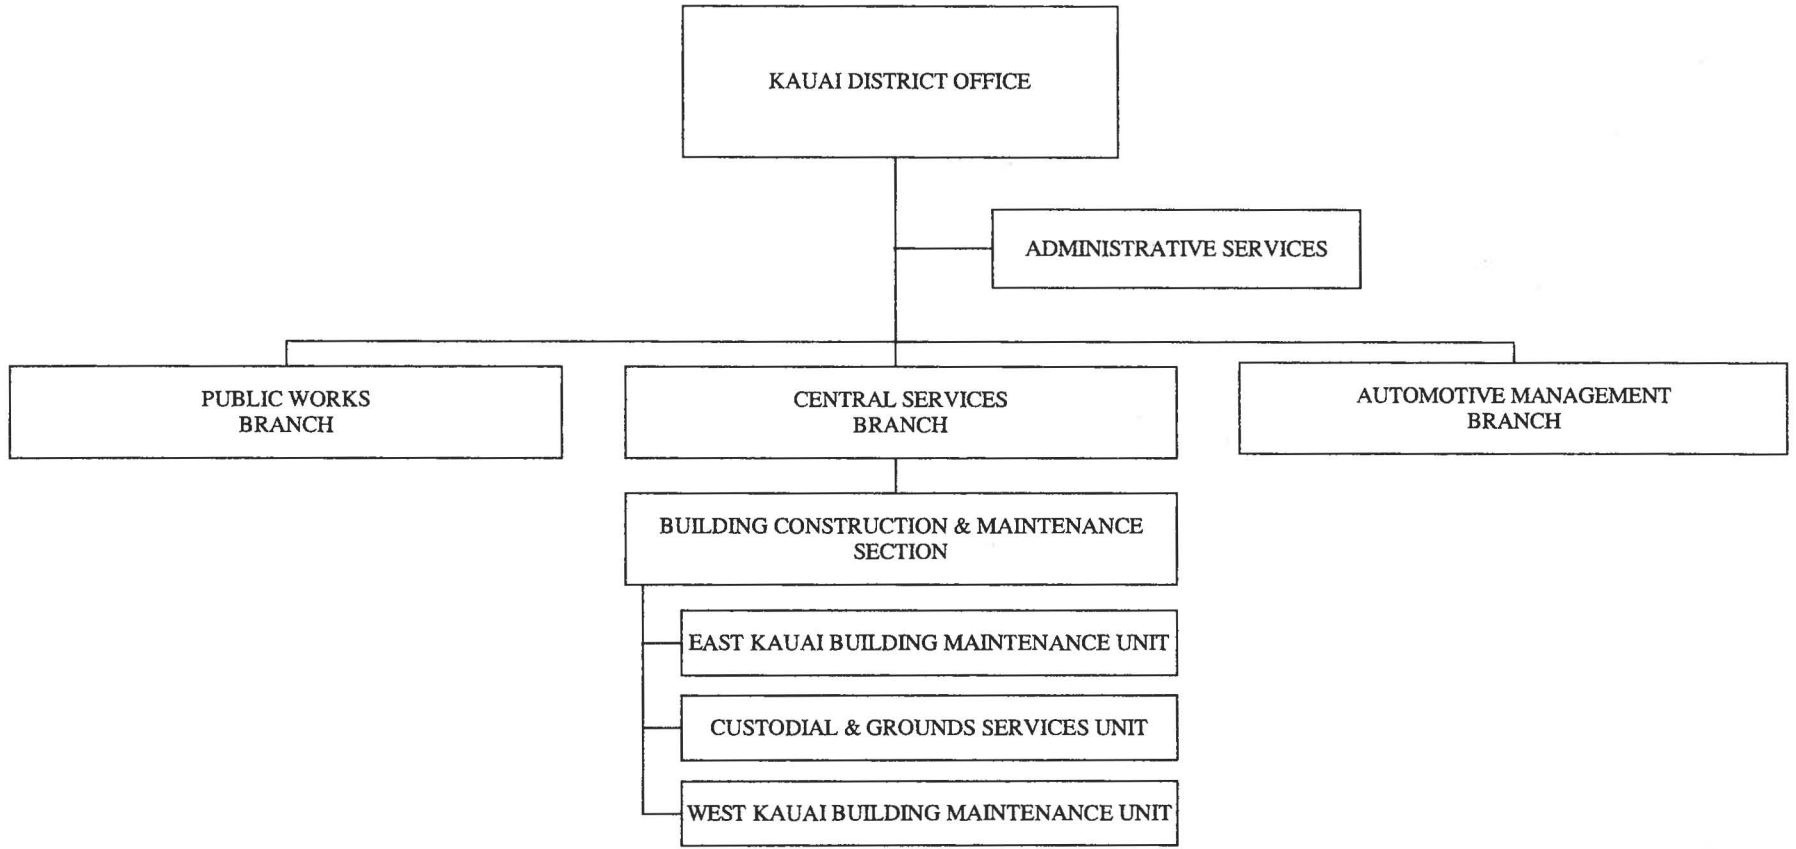 KAUAI DISTRICT OFFICE
ADMINISTRATIVE SERVICES
PUBLIC WORKS
BRANCH
CENTRAL SERVICES
BRANCH
AUTOMOTIVE MANAGEMENT
BRANCH
BUILDING CONSTRUCTION & MAINTENANCE
SECTION
EAST KAUAI BUILDING MAINTENANCE UNIT
CUSTODIAL & GROUNDS SERVICES UNIT
WEST KAUAI BUILDING MAINTENANCE UNIT